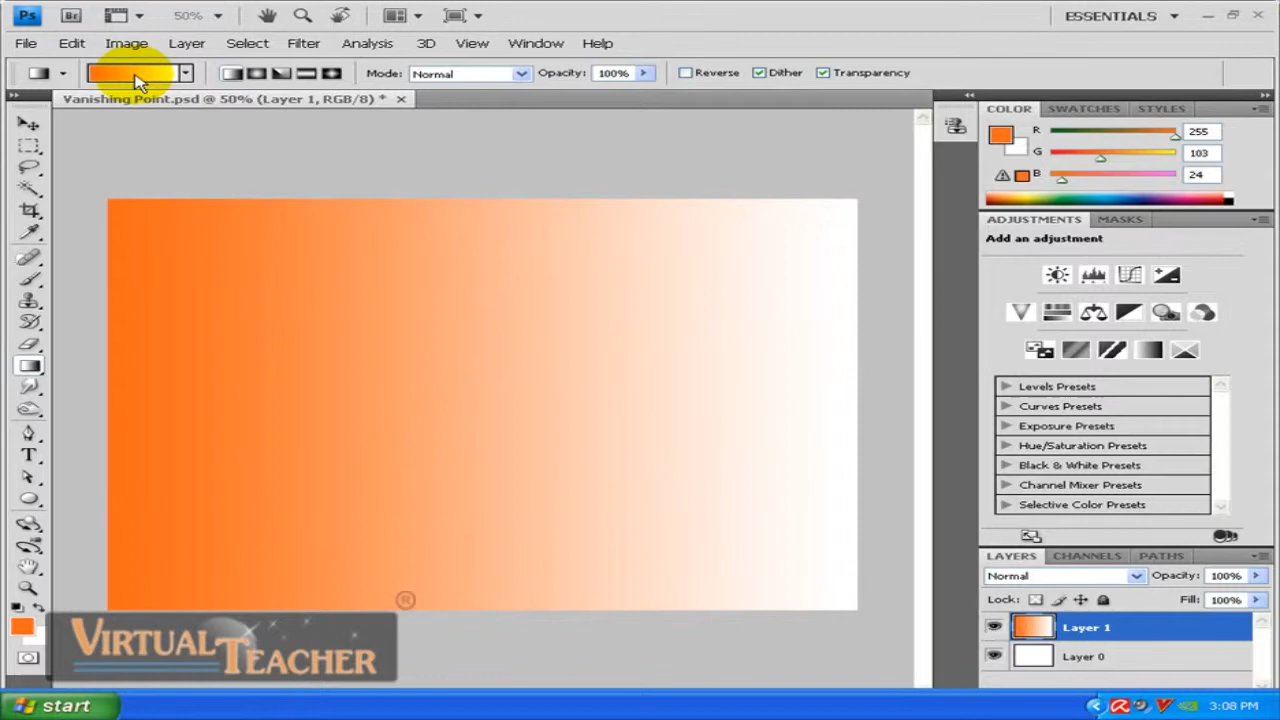 Ps Br 50% ESSENTIALS
File Edit Image Layer Select Filter Analysis 3D View Window Help
Mode: Normal Opacity: 100% Reverse Dither Transparency
Vanishing Point.psd @ 50% (Layer 1, RGB/8) *
COLOR SWATCHES STYLES
R 255
G 103
B 24
ADJUSTMENTS MASKS
Add an adjustment
Levels Presets
Curves Presets
Exposure Presets
Hue/Saturation Presets
Black & White Presets
Channel Mixer Presets
Selective Color Presets
LAYERS CHANNELS PATHS
Normal Opacity: 100%
Lock: Fill: 100%
Layer 1
Layer 0
T
®
VIRTUAL TEACHER
start 3:08 PM